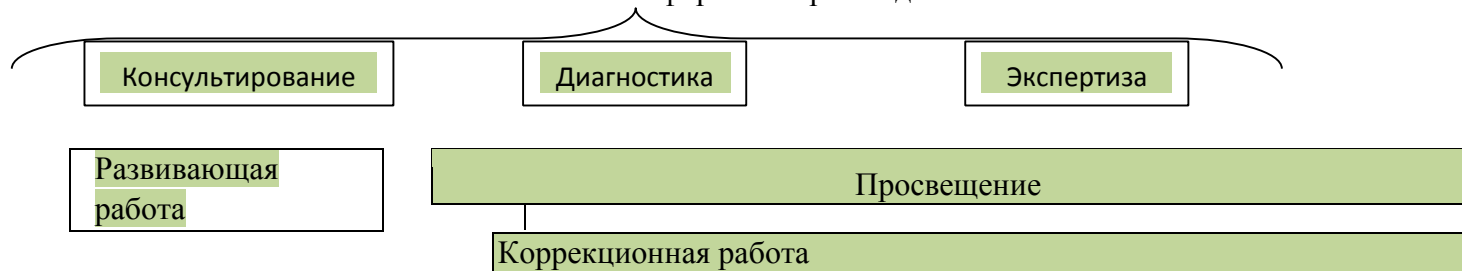 Консультирование
Диагностика
Экспертиза
Развивающая
работа
Просвещение
Коррекционная работа